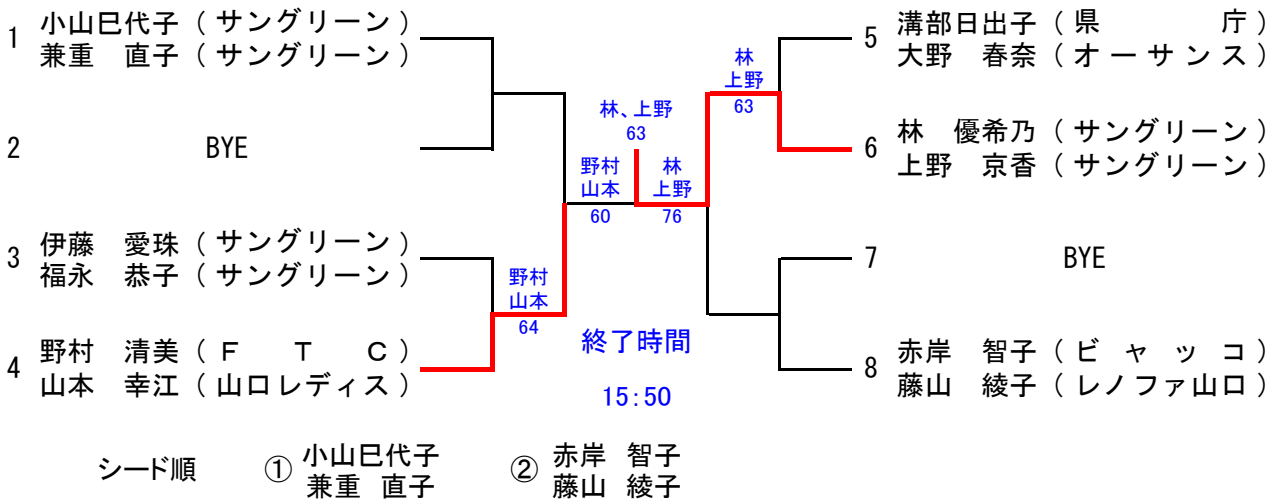 1 小山巳代子 ( サングリーン )
兼重 直子 ( サングリーン )
2 BYE
3 伊藤 愛珠 ( サングリーン )
福永 恭子 ( サングリーン )
4 野村 清美 ( F T C )
山本 幸江 ( 山口レディス )
野村
山本
64
野村
山本
60
林、上野
63
林
上野
76
林
上野
63
5 溝部日出子 ( 県 庁 )
大野 春奈 ( オーサンス )
6 林 優希乃 ( サングリーン )
上野 京香 ( サングリーン )
7 BYE
8 赤岸 智子 ( ビャッコ )
藤山 綾子 ( レノファ山口 )
終了時間
15:50
シード順 ① 小山巳代子 ② 赤岸 智子
兼重 直子 藤山 綾子